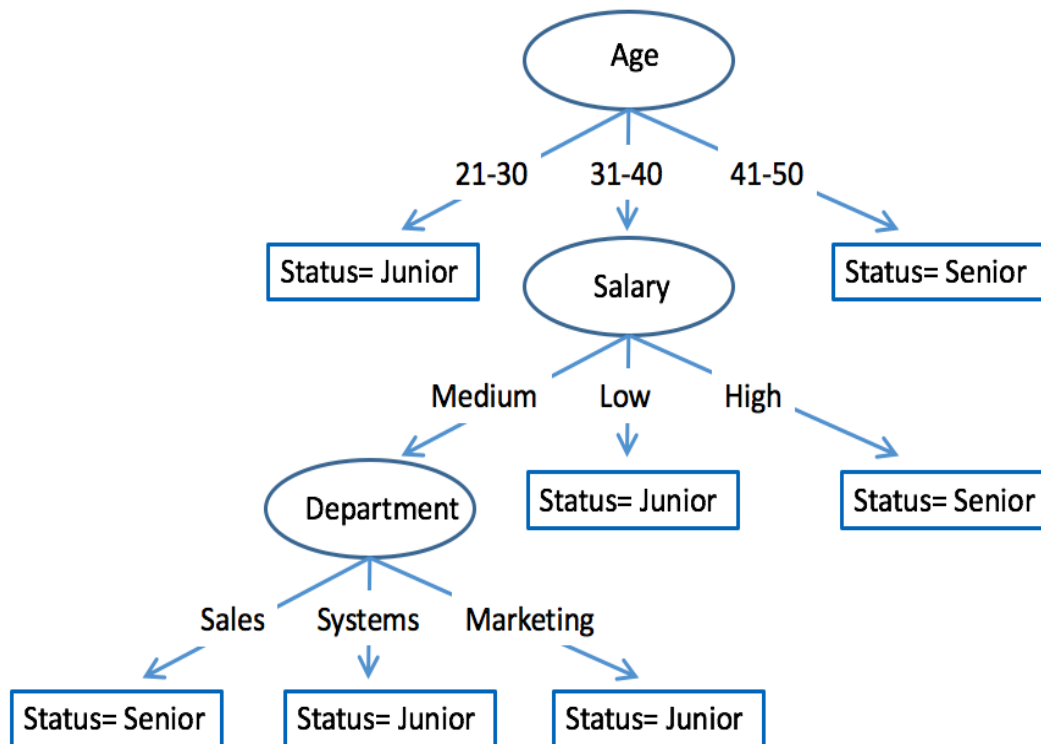 Age
21-30 31-40 41-50
Status= Junior
Salary
Status= Senior
Medium Low High
Department
Status= Junior
Status= Senior
Sales Systems Marketing
Status= Senior
Status= Junior
Status= Junior